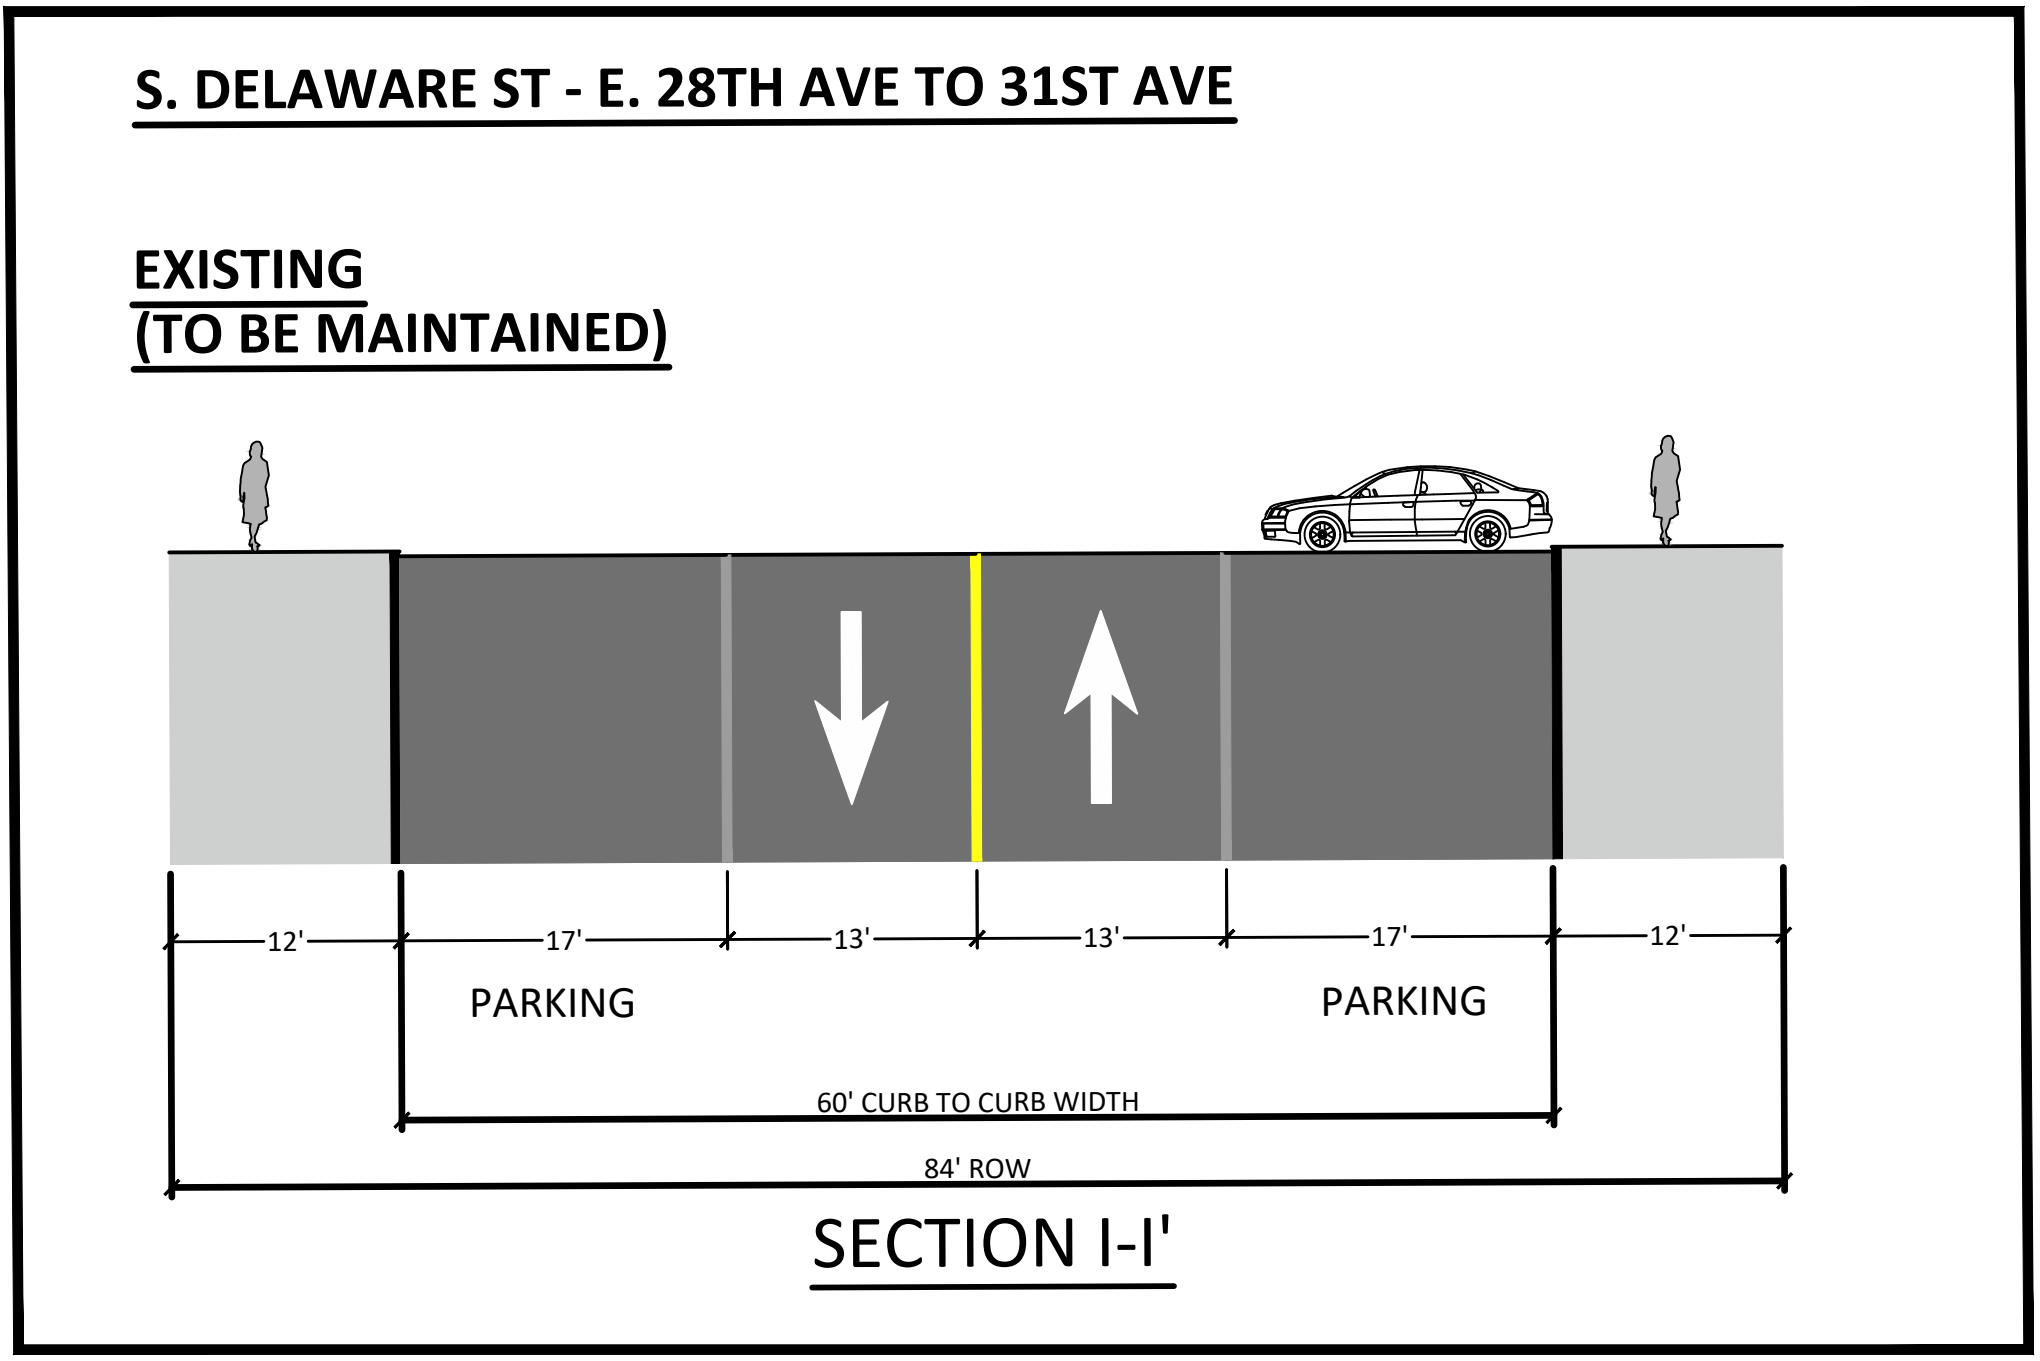 S. DELAWARE ST - E. 28TH AVE TO 31ST AVE
EXISTING
(TO BE MAINTAINED)
12' 17' 13' 13' 17' 12'
PARKING PARKING
60' CURB TO CURB WIDTH
84' ROW
SECTION I-I'